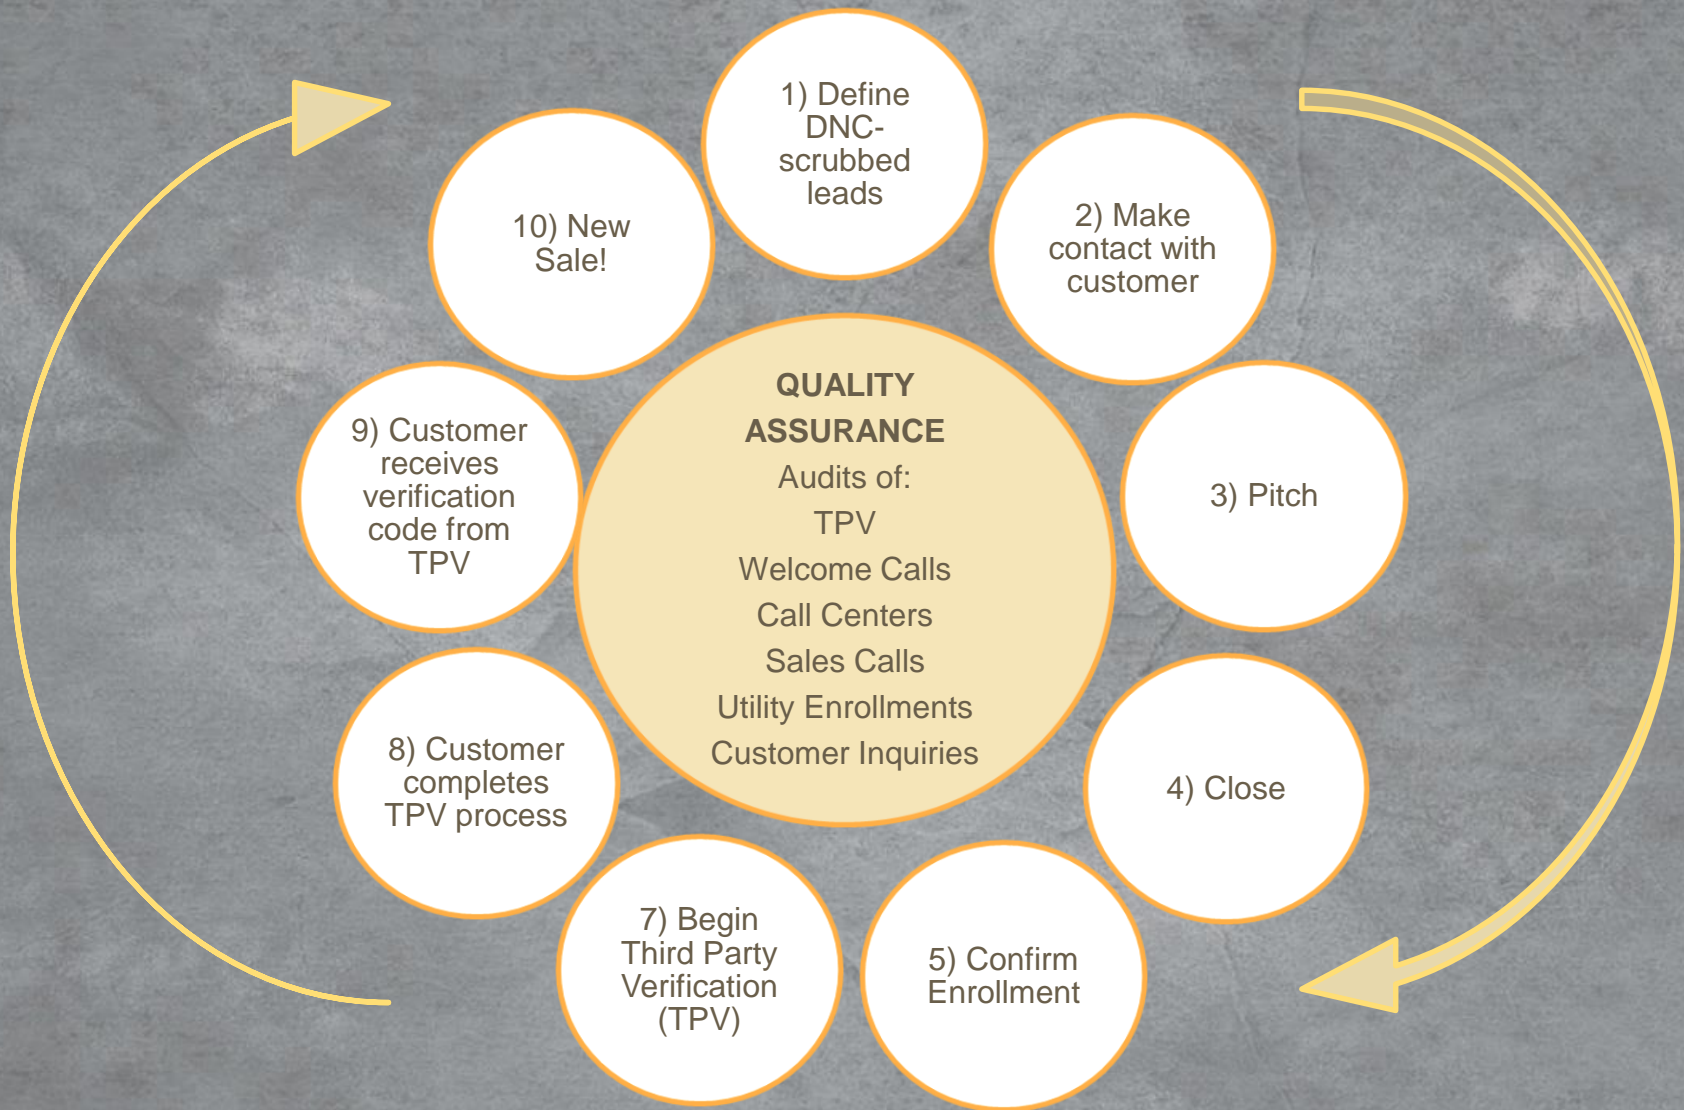 1) Define
DNC-
scrubbed
leads
2) Make
contact with
customer
3) Pitch
4) Close
5) Confirm
Enrollment
7) Begin
Third Party
Verification
(TPV)
8) Customer
completes
TPV process
9) Customer
receives
verification
code from
TPV
10) New
Sale!
QUALITY
ASSURANCE
Audits of:
TPV
Welcome Calls
Call Centers
Sales Calls
Utility Enrollments
Customer Inquiries